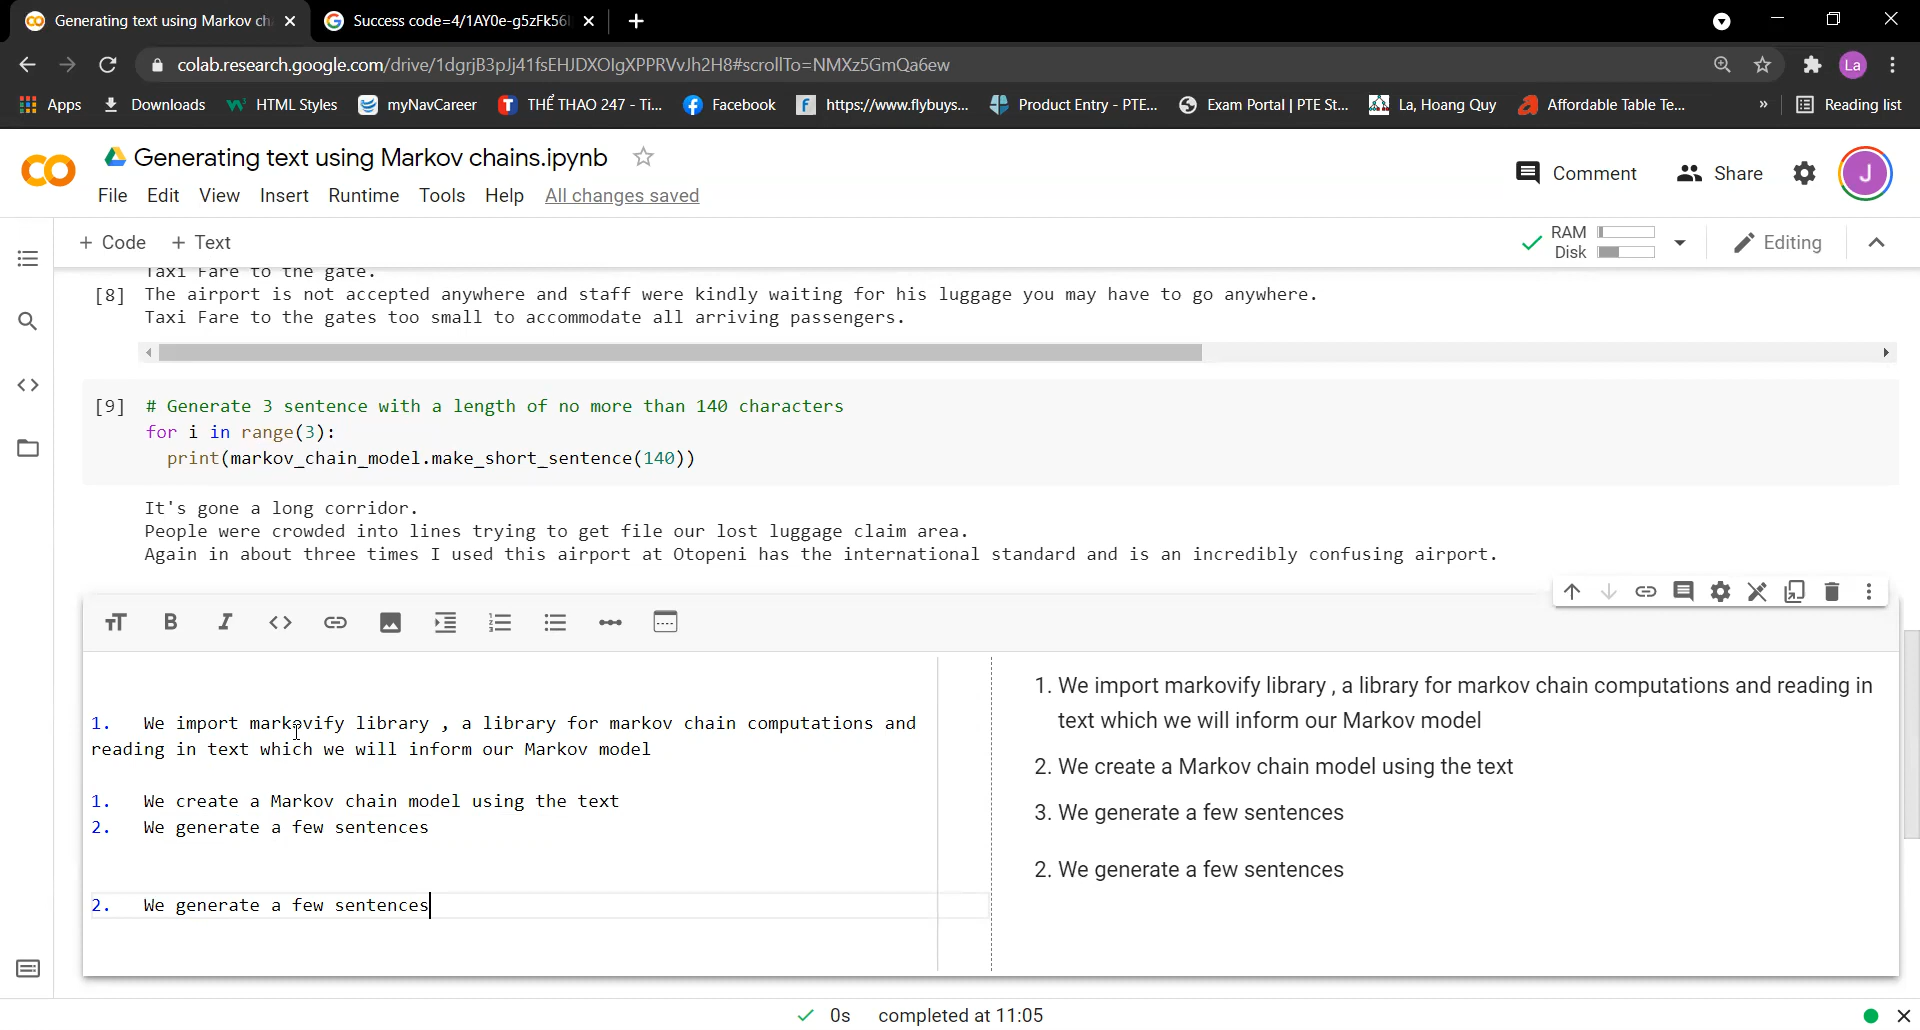 Generating text using Markov ch
Success code=4/1AY0e-g5zFk56
colab.research.google.com/drive/1dgrjB3pJj41fsEHJDXOIgXPPRVvJh2H8#scrollTo=NMXz5GmQa6ew
La
Apps
Downloads
HTML Styles
myNavCareer
THỂ THAO 247 - Ti...
Facebook
https://www.flybuys...
Product Entry - PTE...
Exam Portal | PTE St...
La, Hoang Quy
Affordable Table Te...
»
Reading list
Generating text using Markov chains.ipynb
Comment
Share
J
File Edit View Insert Runtime Tools Help All changes saved
+ Code + Text
RAM
Disk
Editing
Taxi Fare to the gate.
[8] The airport is not accepted anywhere and staff were kindly waiting for his luggage you may have to go anywhere.
Taxi Fare to the gates too small to accommodate all arriving passengers.
[9] # Generate 3 sentence with a length of no more than 140 characters
for i in range(3):
print(markov_chain_model.make_short_sentence(140))
It's gone a long corridor.
People were crowded into lines trying to get file our lost luggage claim area.
Again in about three times I used this airport at Otopeni has the international standard and is an incredibly confusing airport.
1. We import markovify library , a library for markov chain computations and
reading in text which we will inform our Markov model
1. We create a Markov chain model using the text
2. We generate a few sentences
2. We generate a few sentences
1. We import markovify library , a library for markov chain computations and reading in
text which we will inform our Markov model
2. We create a Markov chain model using the text
3. We generate a few sentences
2. We generate a few sentences
0s completed at 11:05